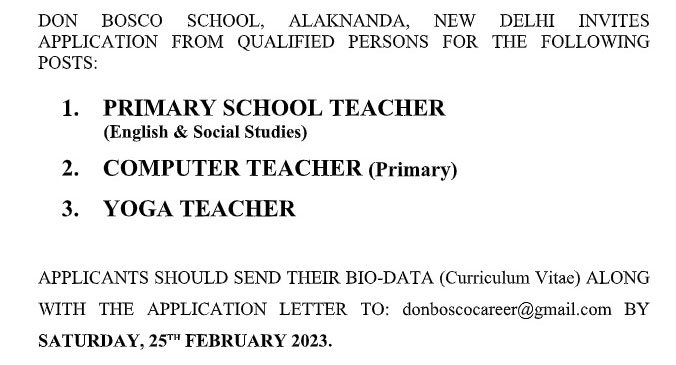 DON BOSCO SCHOOL, ALAKNANDA, NEW DELHI INVITES
APPLICATION FROM QUALIFIED PERSONS FOR THE FOLLOWING
POSTS:
1. PRIMARY SCHOOL TEACHER
(English & Social Studies)
2. COMPUTER TEACHER (Primary)
3. YOGA TEACHER
APPLICANTS SHOULD SEND THEIR BIO-DATA (Curriculum Vitae) ALONG
WITH THE APPLICATION LETTER TO: donboscocareer@gmail.com BY
SATURDAY, 25TH FEBRUARY 2023.